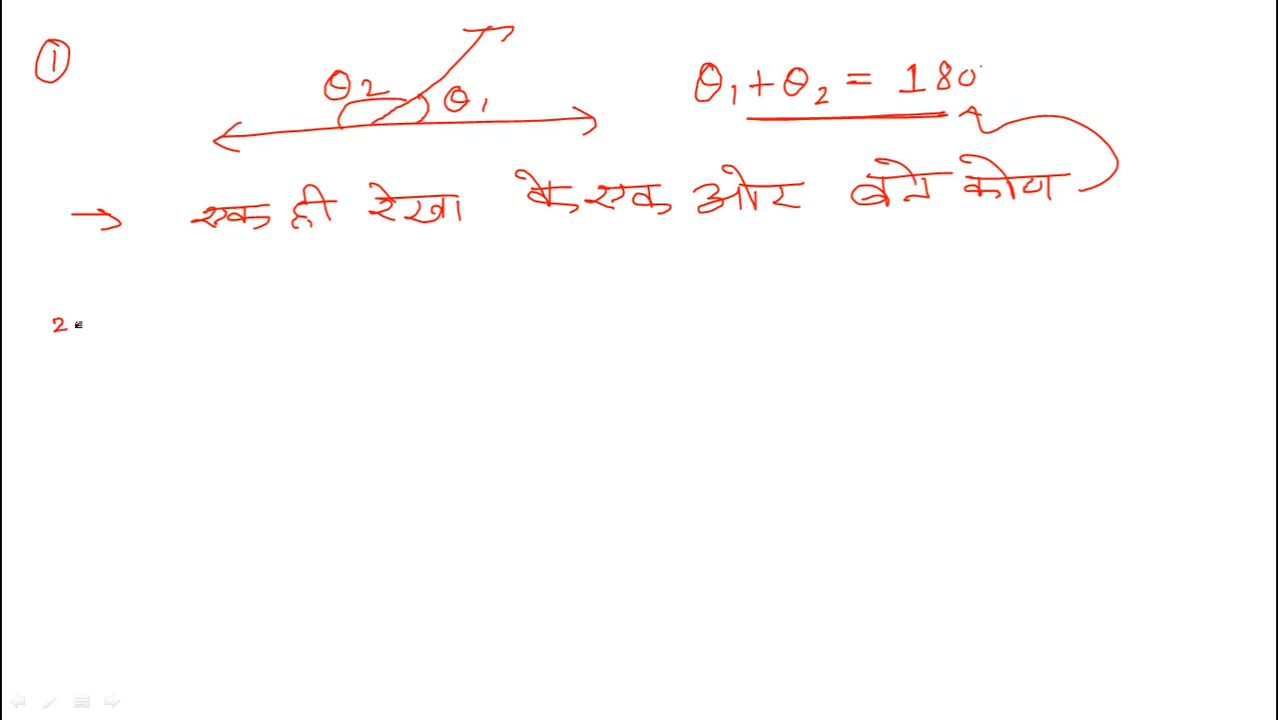 ①
θ2 θ1 θ1+θ2 = 180
→ एक ही रेखा के एक ओर बने कोण
2